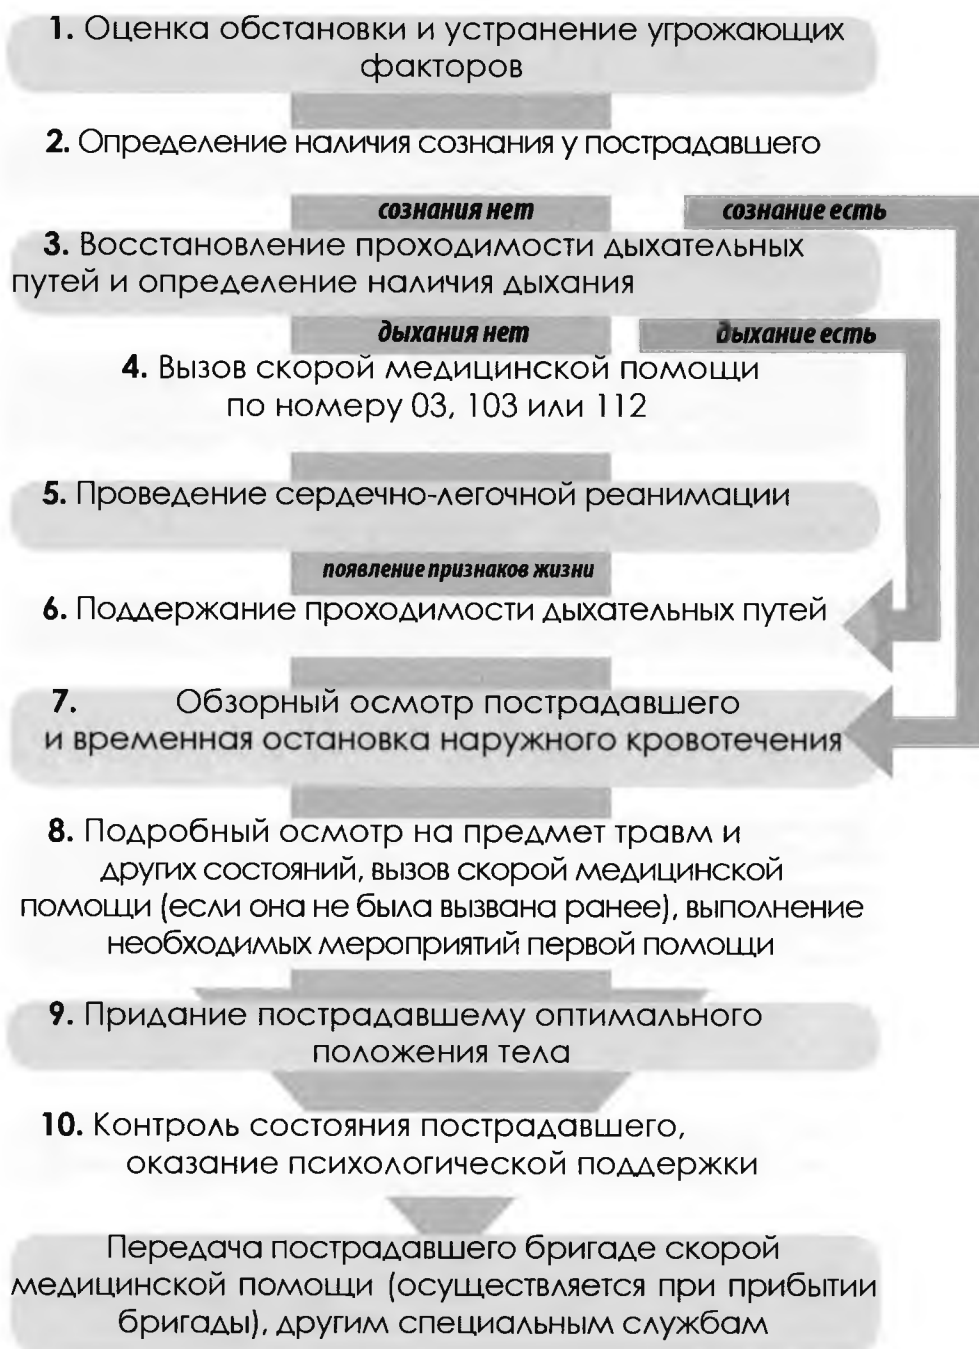 1. Оценка обстановки и устранение угрожающих
факторов
2. Определение наличия сознания у пострадавшего
сознания нет
сознание есть
3. Восстановление проходимости дыхательных
путей и определение наличия дыхания
дыхания нет
дыхание есть
4. Вызов скорой медицинской помощи
по номеру 03, 103 или 112
5. Проведение сердечно-легочной реанимации
появление признаков жизни
6. Поддержание проходимости дыхательных путей
7. Обзорный осмотр пострадавшего
и временная остановка наружного кровотечения
8. Подробный осмотр на предмет травм и
других состояний, вызов скорой медицинской
помощи (если она не была вызвана ранее), выполнение
необходимых мероприятий первой помощи
9. Придание пострадавшему оптимального
положения тела
10. Контроль состояния пострадавшего,
оказание психологической поддержки
Передача пострадавшего бригаде скорой
медицинской помощи (осуществляется при прибытии
бригады), другим специальным службам